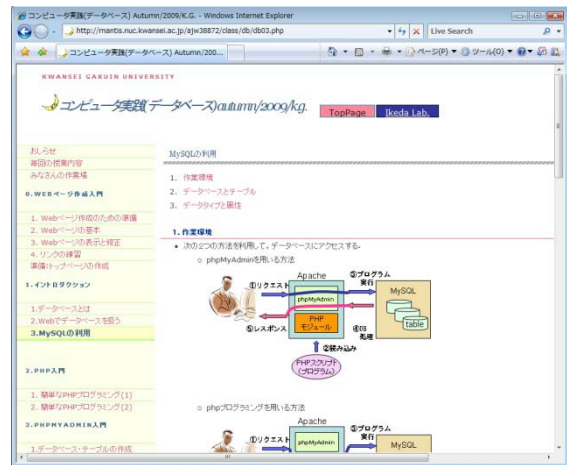 コンピュータ実践(データベース) Autumn/2009/K.G. - Windows Internet Explorer
http://mantis.nuc.kwansei.ac.jp/ajw38872/class/db/db03.php
Live Search
コンピュータ実践(データベース) Autumn/200...
ページ(P)
ツール(O)
KWANSEI GAKUIN UNIVERSITY
コンピュータ実践(データベース)autumn/2009/kg.
TopPage
Ikeda Lab.
おしらせ
毎回の授業内容
みなさんの作業場
0.WEBページ作成入門
1. Webページ作成のための準備
2. Webページの基本
3. Webページの表示と修正
4. リンクの練習
準備:トップページの作成
1.イントロダクション
1.データベースとは
2.Webでデータベースを扱う
3.MySQLの利用
2.PHP入門
1. 簡単なPHPプログラミング(1)
2. 簡単なPHPプログラミング(2)
3.PHPMYADMIN入門
1.データベース・テーブルの作成
MySQLの利用
1. 作業環境
2. データベースとテーブル
3. データタイプと属性
1.作業環境
次の2つの方法を利用して，データベースにアクセスする.
phpMyAdminを用いる方法
Apache
①リクエスト
phpMyAdmin
③プログラム
実行
MySQL
PHP
モジュール
table
⑤レスポンス
④DB
処理
②読み込み
PHPスクリプト
(プログラム)
phpプログラミングを用いる方法
Apache
①リクエスト
phpMyAdmin
③プログラム
実行
MySQL